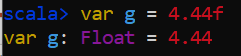 scala> var g = 4.44f
var g: Float = 4.44